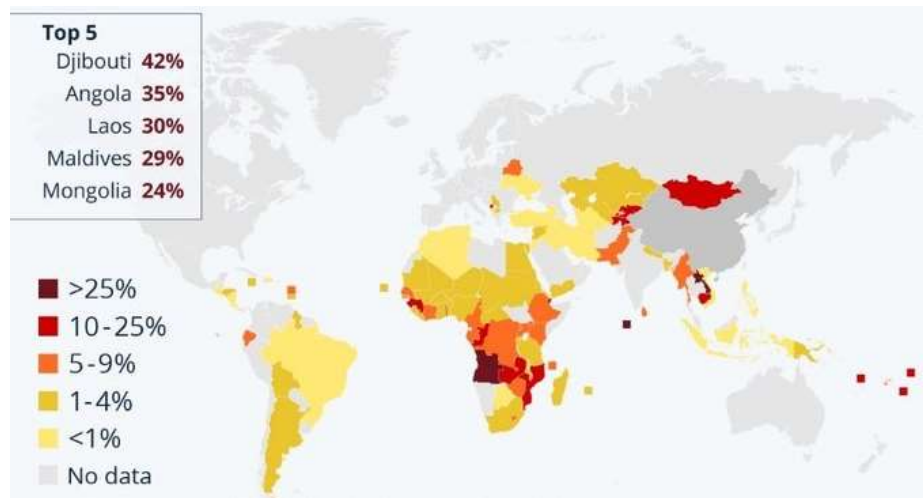 Top 5
Djibouti 42%
Angola 35%
Laos 30%
Maldives 29%
Mongolia 24%
>25%
10-25%
5-9%
1-4%
<1%
No data